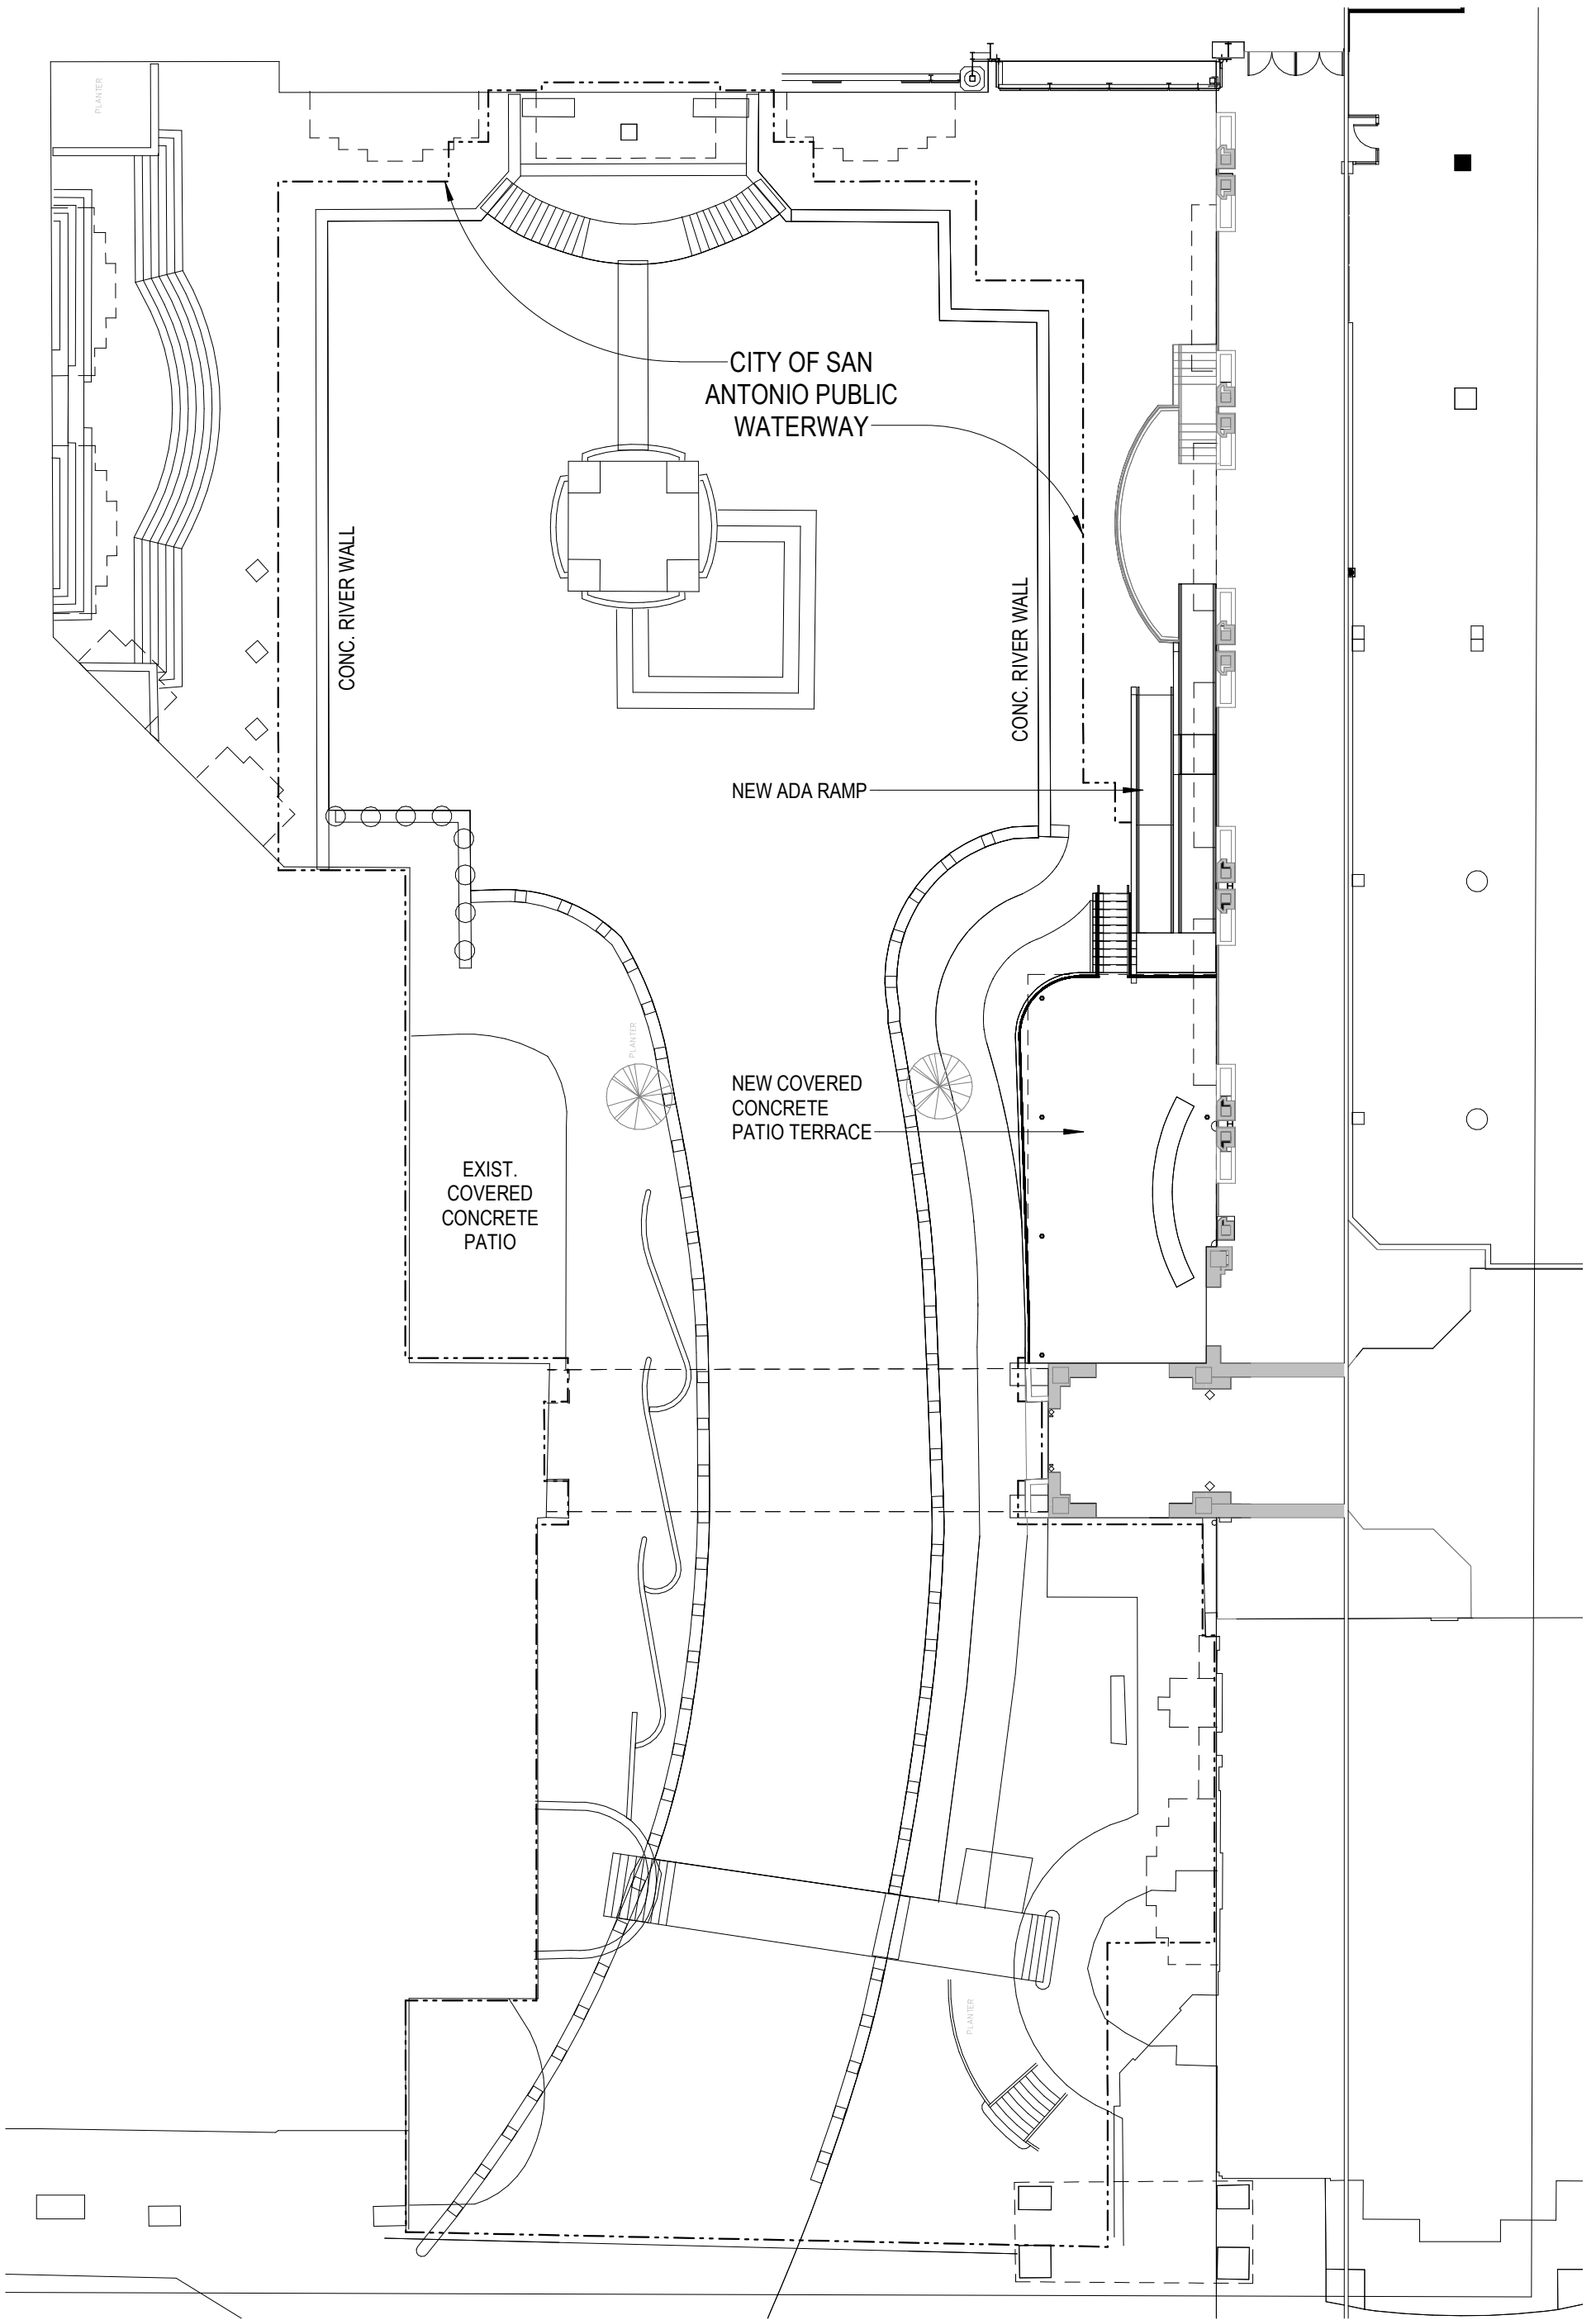 PLANTER
CITY OF SAN
ANTONIO PUBLIC
WATERWAY
CONC. RIVER WALL
CONC. RIVER WALL
NEW ADA RAMP
PLANTER
NEW COVERED
CONCRETE
PATIO TERRACE
EXIST.
COVERED
CONCRETE
PATIO
PLANTER